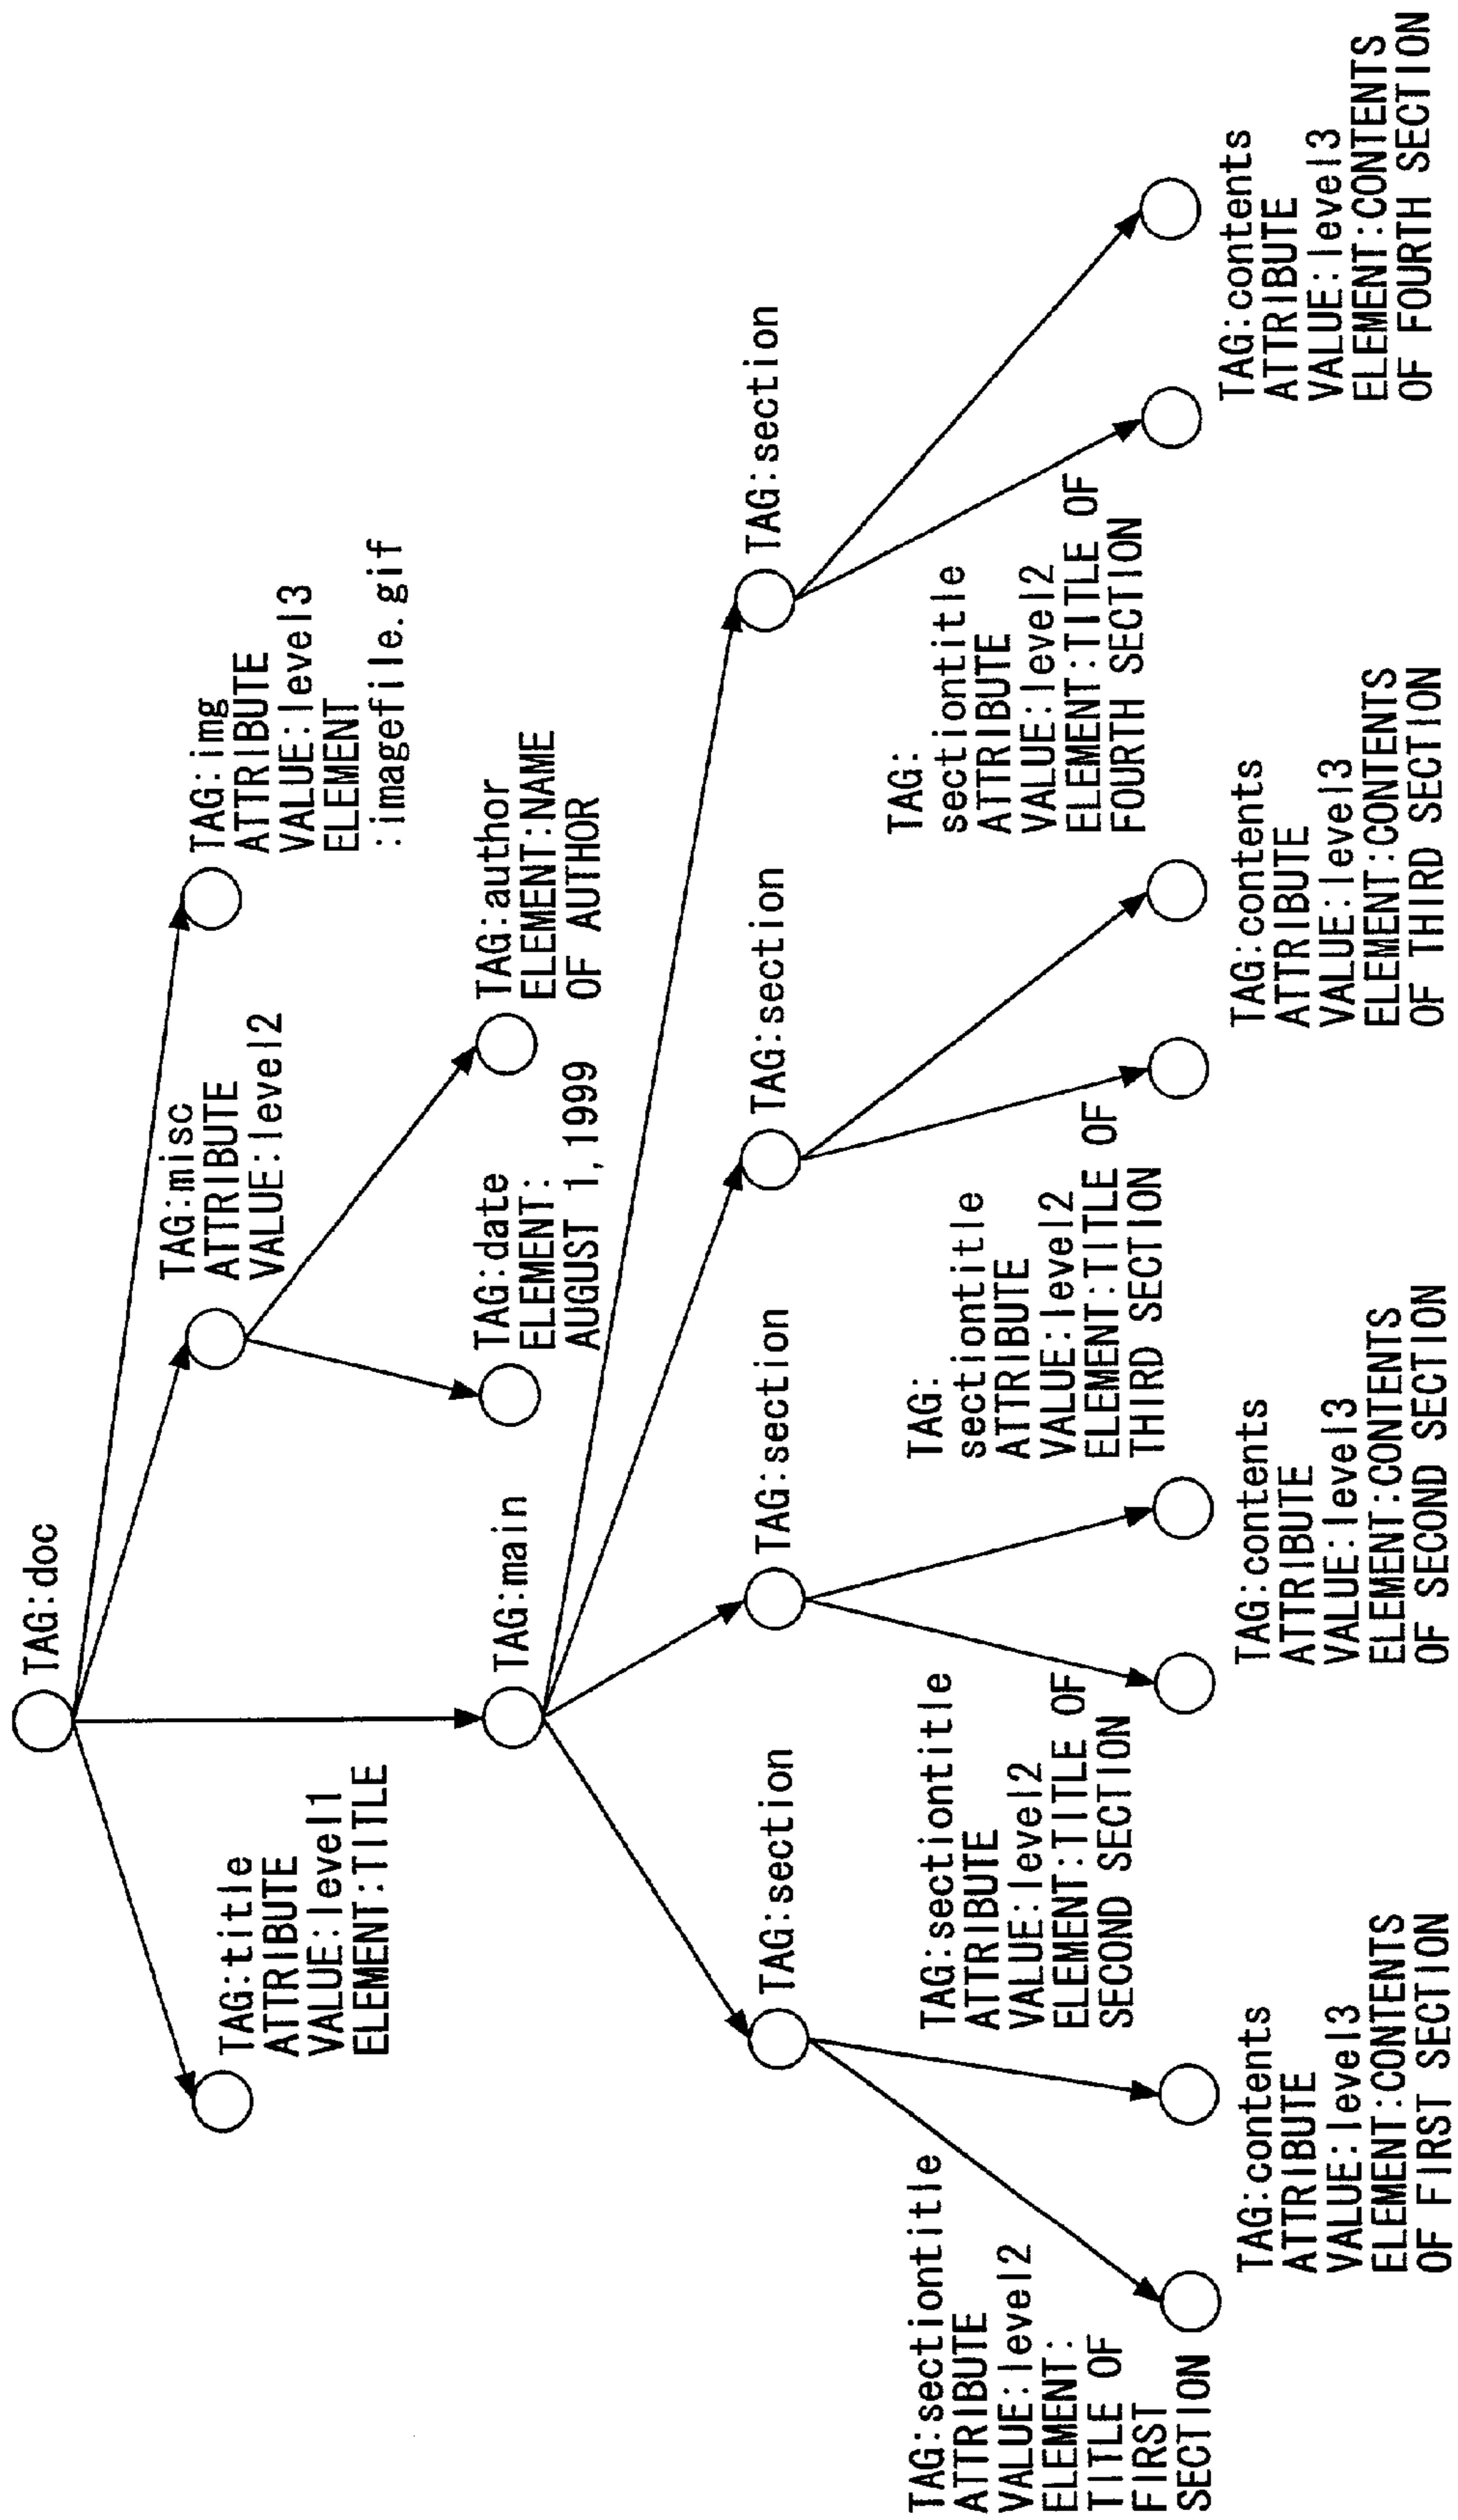 TAG:doc
TAG:title
ATTRIBUTE
VALUE:level1
ELEMENT:TITLE
TAG:misc
ATTRIBUTE
VALUE:level2
TAG:img
ATTRIBUTE
VALUE:level3
ELEMENT
:imagefile.gif
TAG:main
TAG:date
ELEMENT:
AUGUST 1,1999
TAG:author
ELEMENT:NAME
OF AUTHOR
TAG:section
TAG:section
TAG:section
TAG:section
TAG:sectiontitle
ATTRIBUTE
VALUE:level2
ELEMENT:
TITLE OF
FIRST
SECTION
TAG:contents
ATTRIBUTE
VALUE:level3
ELEMENT:CONTENTS
OF FIRST SECTION
TAG:sectiontitle
ATTRIBUTE
VALUE:level2
ELEMENT:TITLE OF
SECOND SECTION
TAG:contents
ATTRIBUTE
VALUE:level3
ELEMENT:CONTENTS
OF SECOND SECTION
TAG:
sectiontitle
ATTRIBUTE
VALUE:level2
ELEMENT:TITLE OF
THIRD SECTION
TAG:contents
ATTRIBUTE
VALUE:level3
ELEMENT:CONTENTS
OF THIRD SECTION
TAG:
sectiontitle
ATTRIBUTE
VALUE:level2
ELEMENT:TITLE OF
FOURTH SECTION
TAG:contents
ATTRIBUTE
VALUE:level3
ELEMENT:CONTENTS
OF FOURTH SECTION